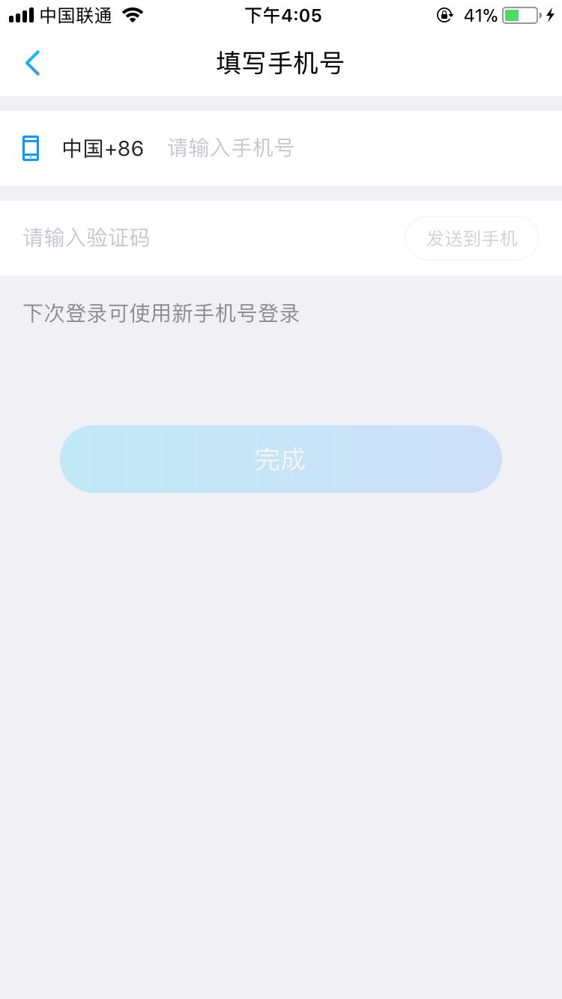 中国联通 下午4:05 41%
填写手机号
中国+86 请输入手机号
请输入验证码 发送到手机
下次登录可使用新手机号登录
完成